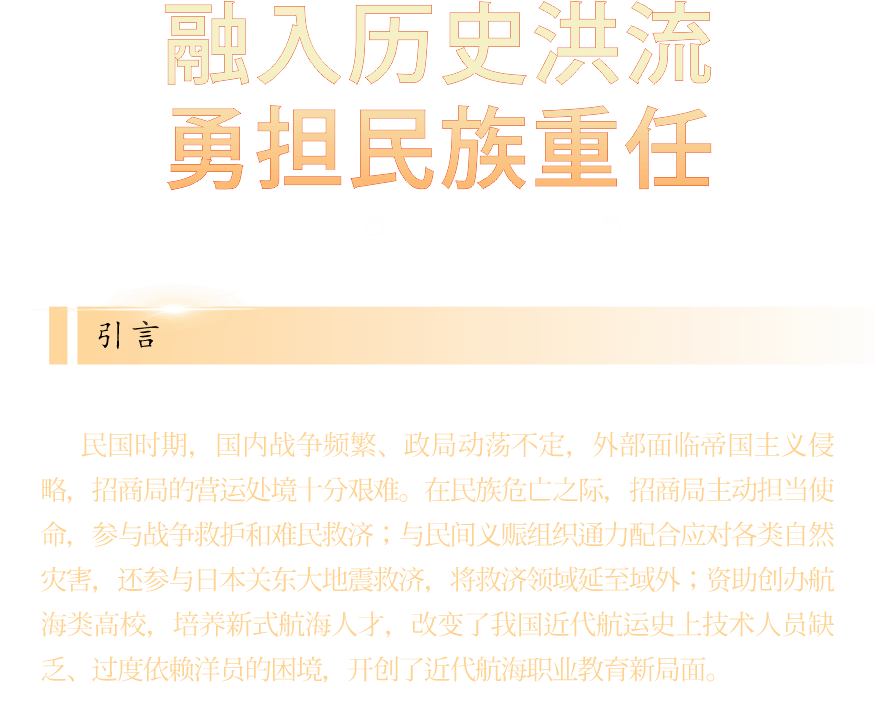 融入历史洪流
勇担民族重任
引言
民国时期，国内战争频繁、政局动荡不定，外部面临帝国主义侵
略，招商局的营运处境十分艰难。在民族危亡之际，招商局主动担当使
命，参与战争救护和难民救济；与民间义赈组织通力配合应对各类自然
灾害，还参与日本关东大地震救济，将救济领域延至域外；资助创办航
海类高校，培养新式航海人才，改变了我国近代航运史上技术人员缺
乏、过度依赖洋员的困境，开创了近代航海职业教育新局面。